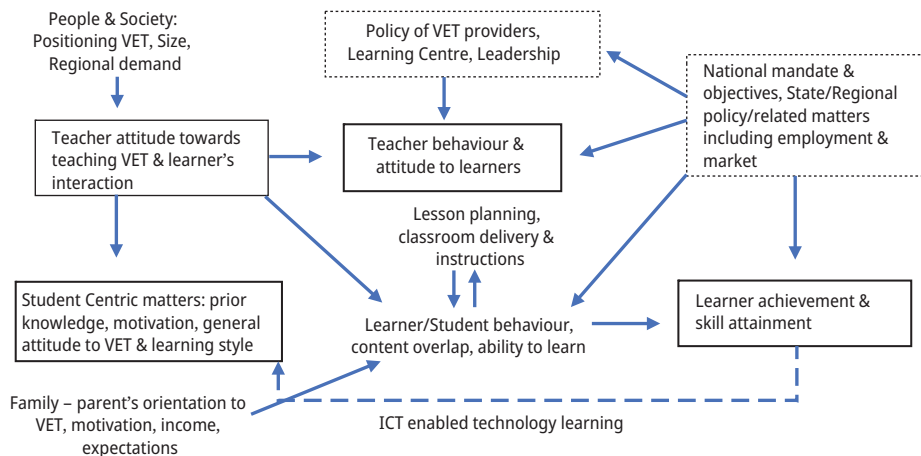 People & Society:
Positioning VET, Size,
Regional demand
Policy of VET providers,
Learning Centre, Leadership
National mandate &
objectives, State/Regional
policy/related matters
including employment &
market
Teacher attitude towards
teaching VET & learner's
interaction
Teacher behaviour &
attitude to learners
Lesson planning,
classroom delivery &
instructions
Student Centric matters: prior
knowledge, motivation, general
attitude to VET & learning style
Learner/Student behaviour,
content overlap, ability to learn
Learner achievement &
skill attainment
Family – parent's orientation to
VET, motivation, income,
expectations
ICT enabled technology learning